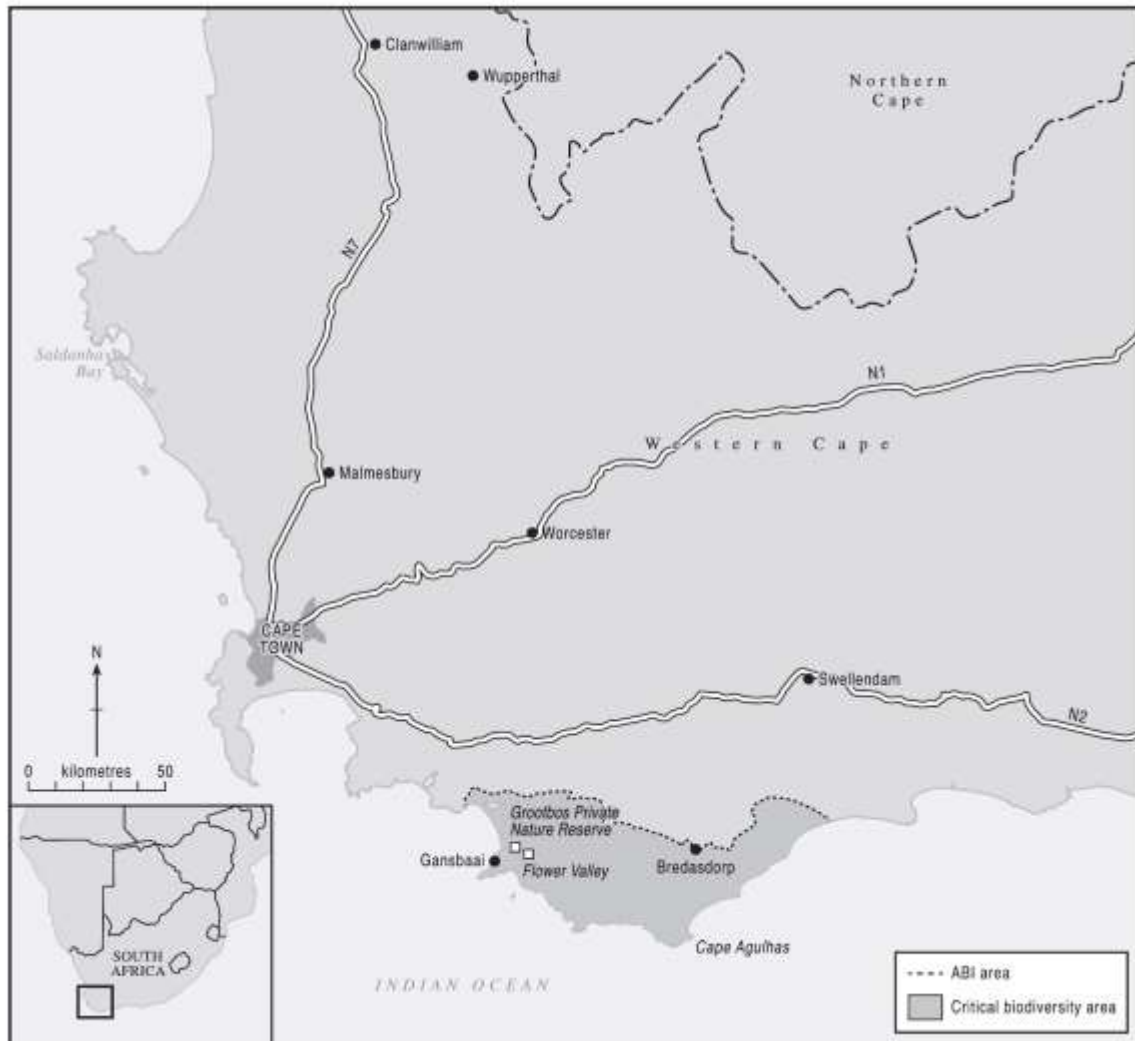 Clanwilliam
Wupperthal
Northern
Cape
N7
Saldanha
Bay
N1
Western Cape
Malmesbury
Worcester
CAPE
TOWN
N
Swellendam
N2
0 kilometres 50
Grootbos Private
Nature Reserve
Gansbaai
Flower Valley
Bredasdorp
Cape Agulhas
SOUTH
AFRICA
INDIAN OCEAN
ABI area
Critical biodiversity area